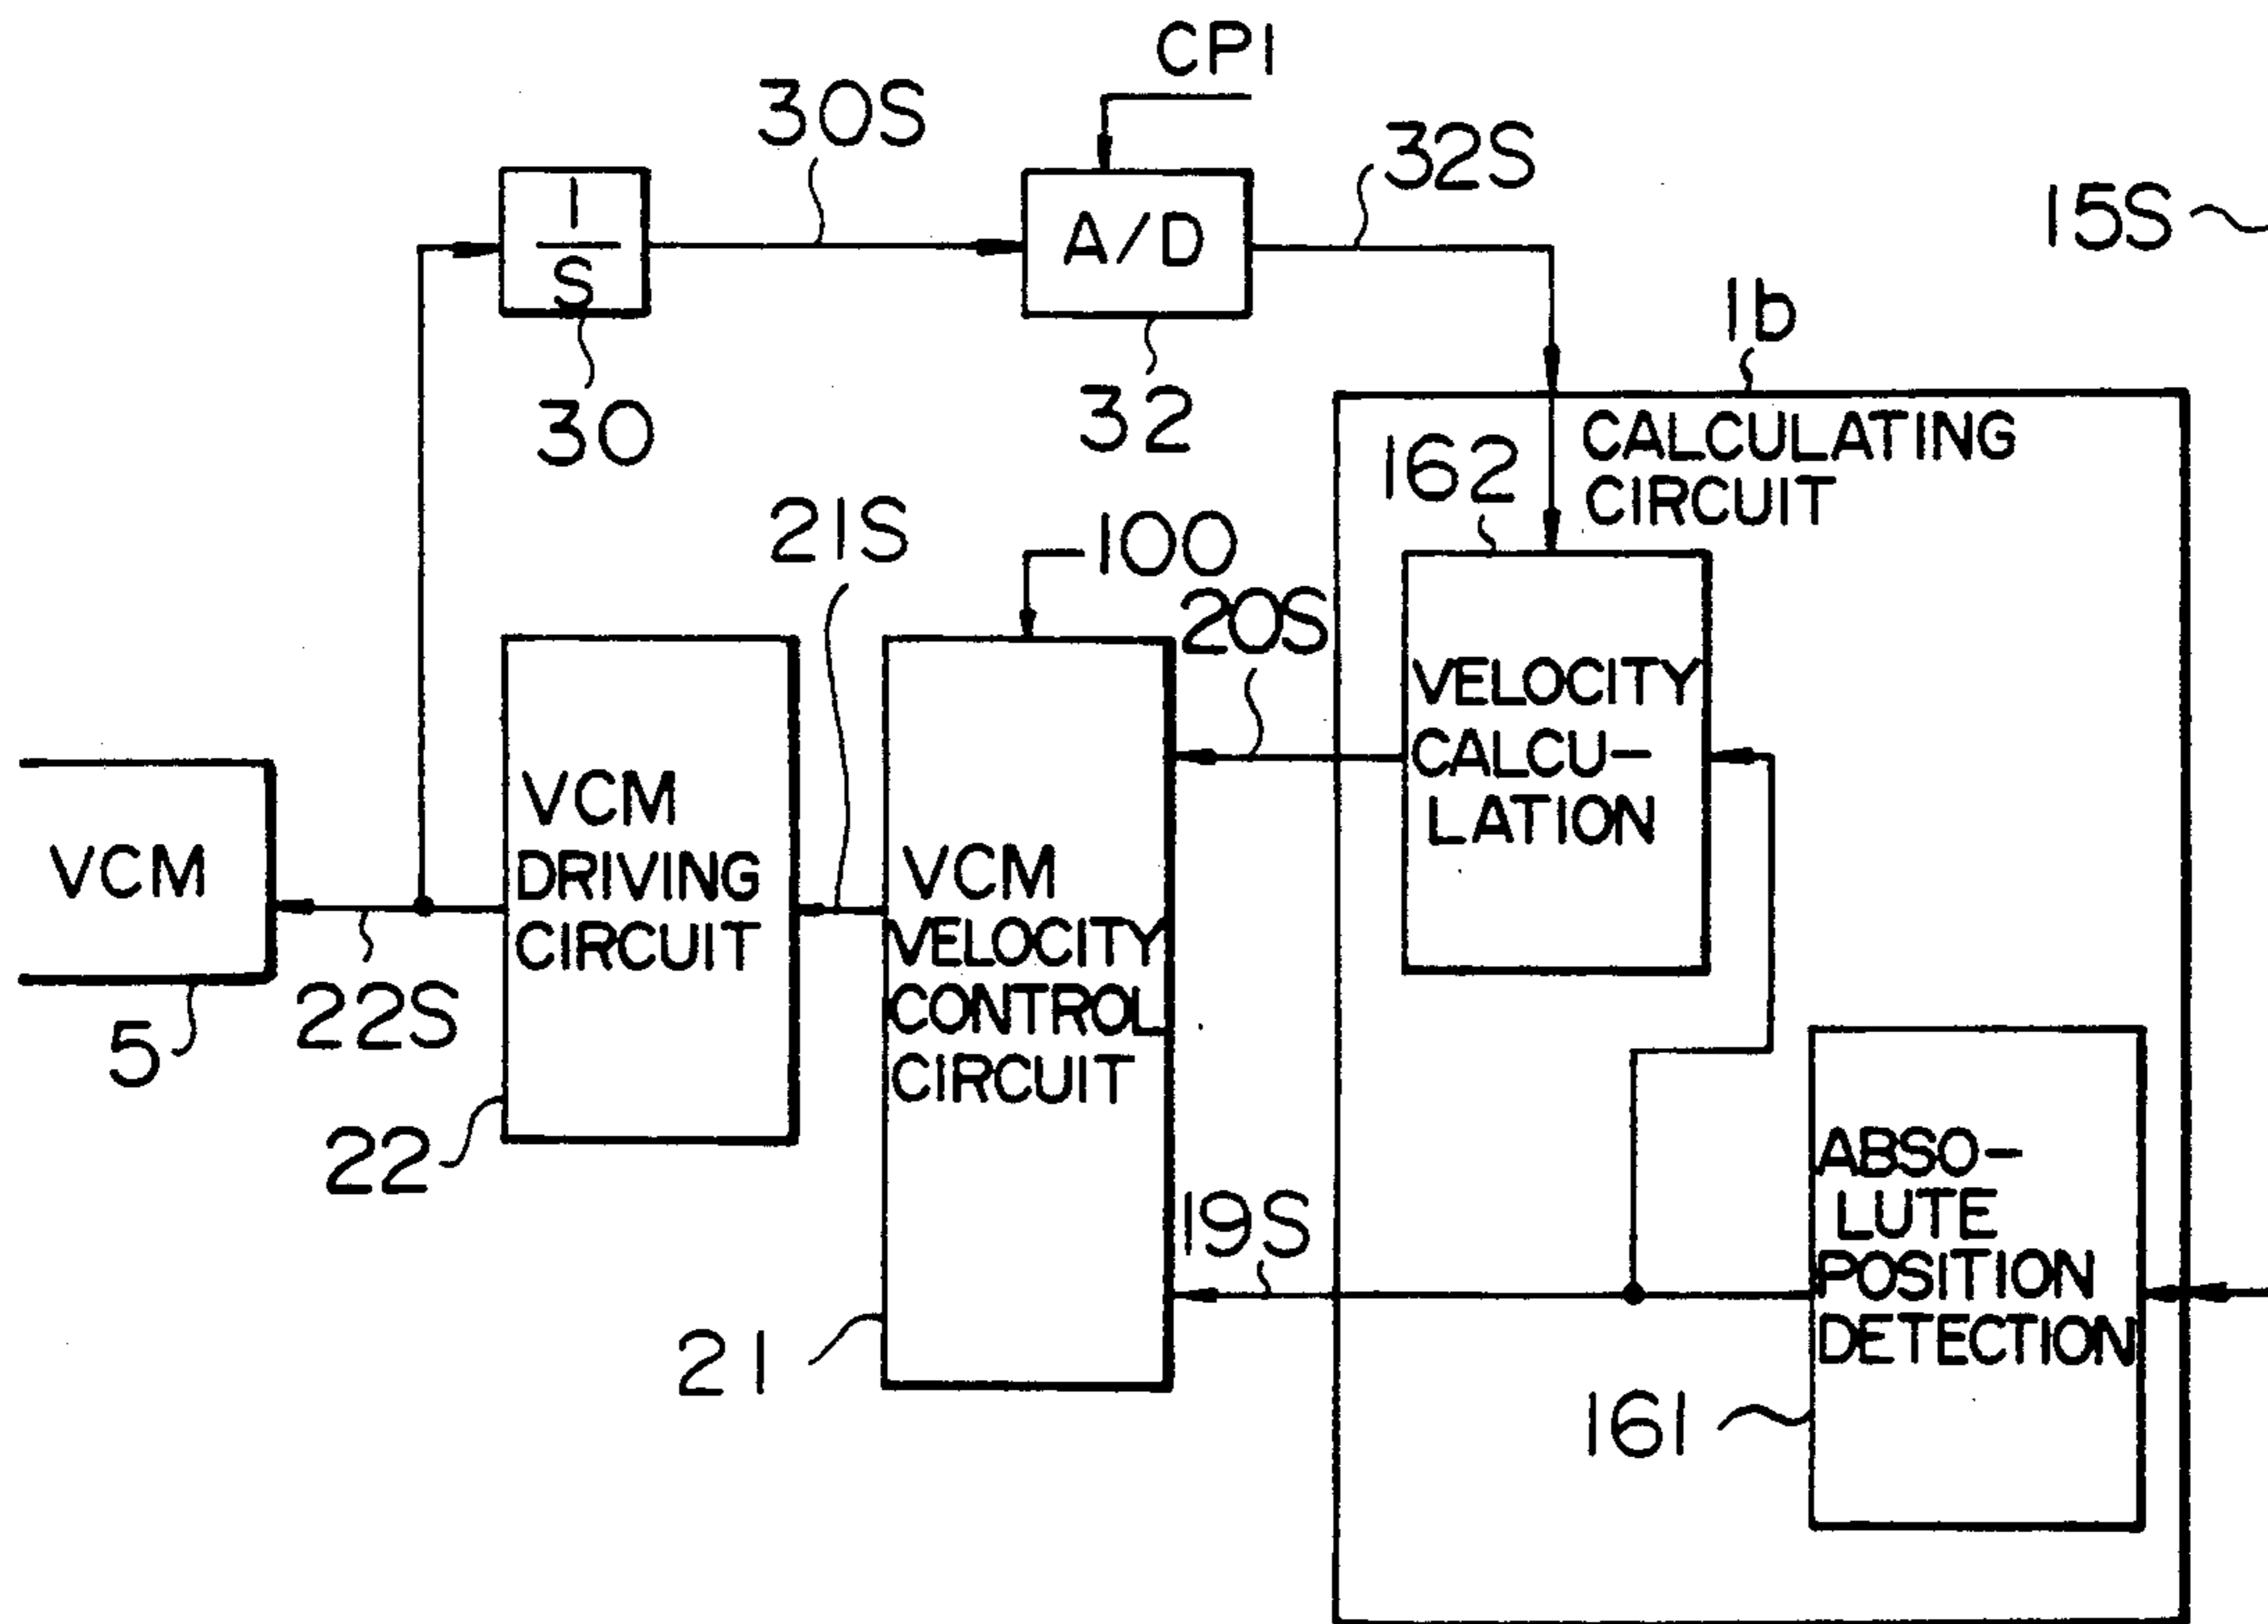 CPI
30S
32S
15S
1
S
A/D
1b
30
32
CALCULATING
CIRCUIT
162
21S
100
20S
VELOCITY
CALCU-
LATION
VCM
DRIVING
CIRCUIT
VCM
VCM
VELOCITY
CONTROL
CIRCUIT
22S
5
22
ABSO-
LUTE
POSITION
DETECTION
19S
21
161